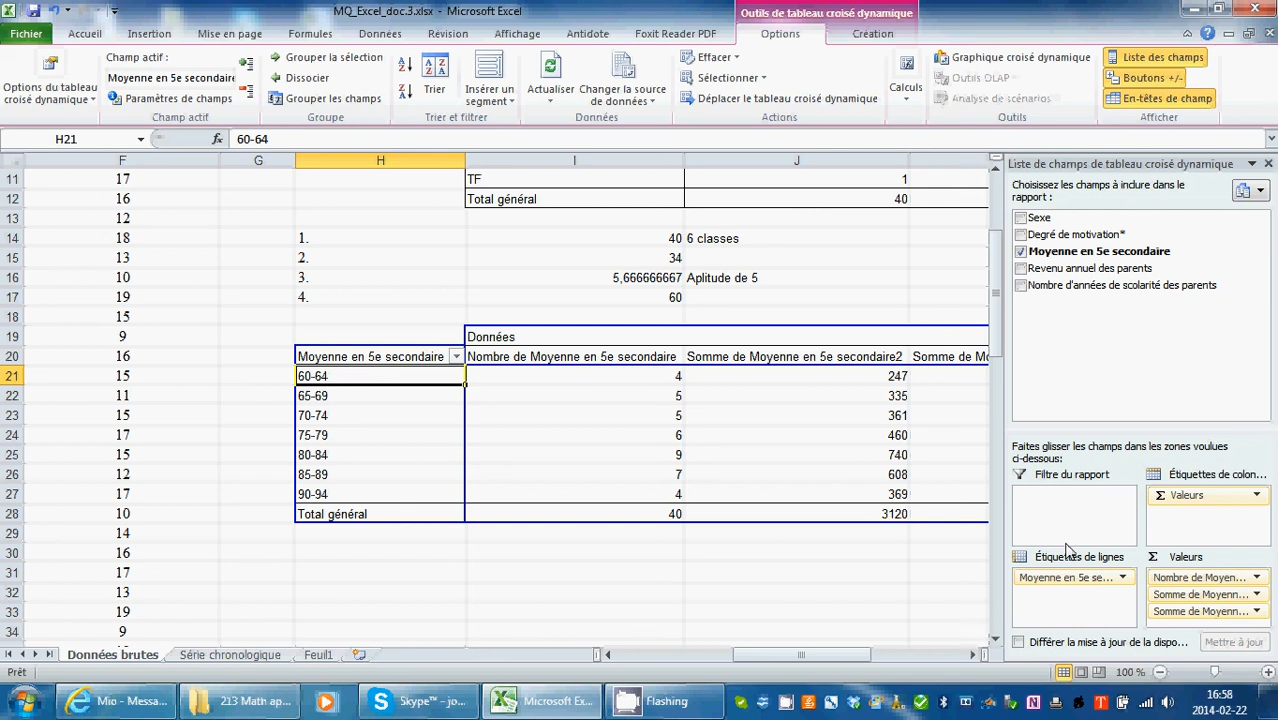 MQ_Excel_doc.3.xlsx - Microsoft Excel
Outils de tableau croisé dynamique
Fichier Accueil Insertion Mise en page Formules Données Révision Affichage Antidote Foxit Reader PDF Options Création
Options du tableau croisé dynamique
Champ actif :
Moyenne en 5e secondaire
Paramètres de champs
Champ actif
Grouper la sélection
Dissocier
Grouper les champs
Groupe
Trier
Insérer un segment
Trier et filtrer
Actualiser
Changer la source de données
Données
Effacer
Sélectionner
Déplacer le tableau croisé dynamique
Actions
Calculs
Graphique croisé dynamique
Outils OLAP
Analyse de scénarios
Outils
Liste des champs
Boutons +/-
En-têtes de champ
Afficher
H21 fx 60-64
F G H I J
11 17 TF 1
12 16 Total général 40
13 12
14 18 1. 40 6 classes
15 13 2. 34
16 10 3. 5,666666667 Aplitude de 5
17 19 4. 60
18 15
19 9 Données
20 16 Moyenne en 5e secondaire Nombre de Moyenne en 5e secondaire Somme de Moyenne en 5e secondaire2 Somme de Mo
21 15 60-64 4 247
22 11 65-69 5 335
23 15 70-74 5 361
24 17 75-79 6 460
25 15 80-84 9 740
26 12 85-89 7 608
27 17 90-94 4 369
28 10 Total général 40 3120
29 14
30 16
31 17
32 13
33 19
34 9
Liste de champs de tableau croisé dynamique
Choisissez les champs à inclure dans le
rapport :
Sexe
Degré de motivation*
Moyenne en 5e secondaire
Revenu annuel des parents
Nombre d'années de scolarité des parents
Faites glisser les champs dans les zones voulues
ci-dessous:
Filtre du rapport Étiquettes de colon...
Σ Valeurs
Étiquettes de lignes Σ Valeurs
Moyenne en 5e se... Nombre de Moyen...
Somme de Moyenn...
Somme de Moyenn...
Différer la mise à jour de la dispo... Mettre à jour
Données brutes Série chronologique Feuil1
Prêt 100 %
Mio - Messa... 213 Math ap... Skype™ - jo... Microsoft Ex... Flashing
16:58
2014-02-22